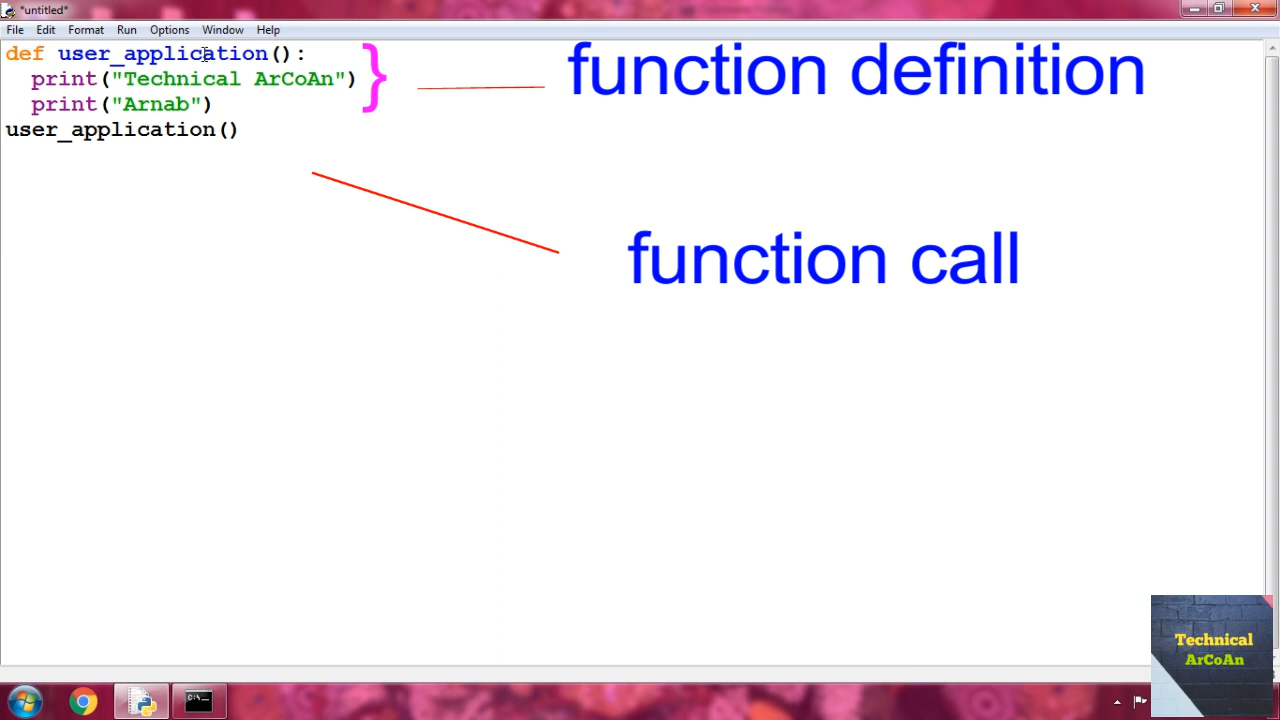 *untitled*
File Edit Format Run Options Window Help
def user_application():
print("Technical ArCoAn")
print("Arnab")
user_application()
}
function definition
function call
Technical
ArCoAn
C:\.